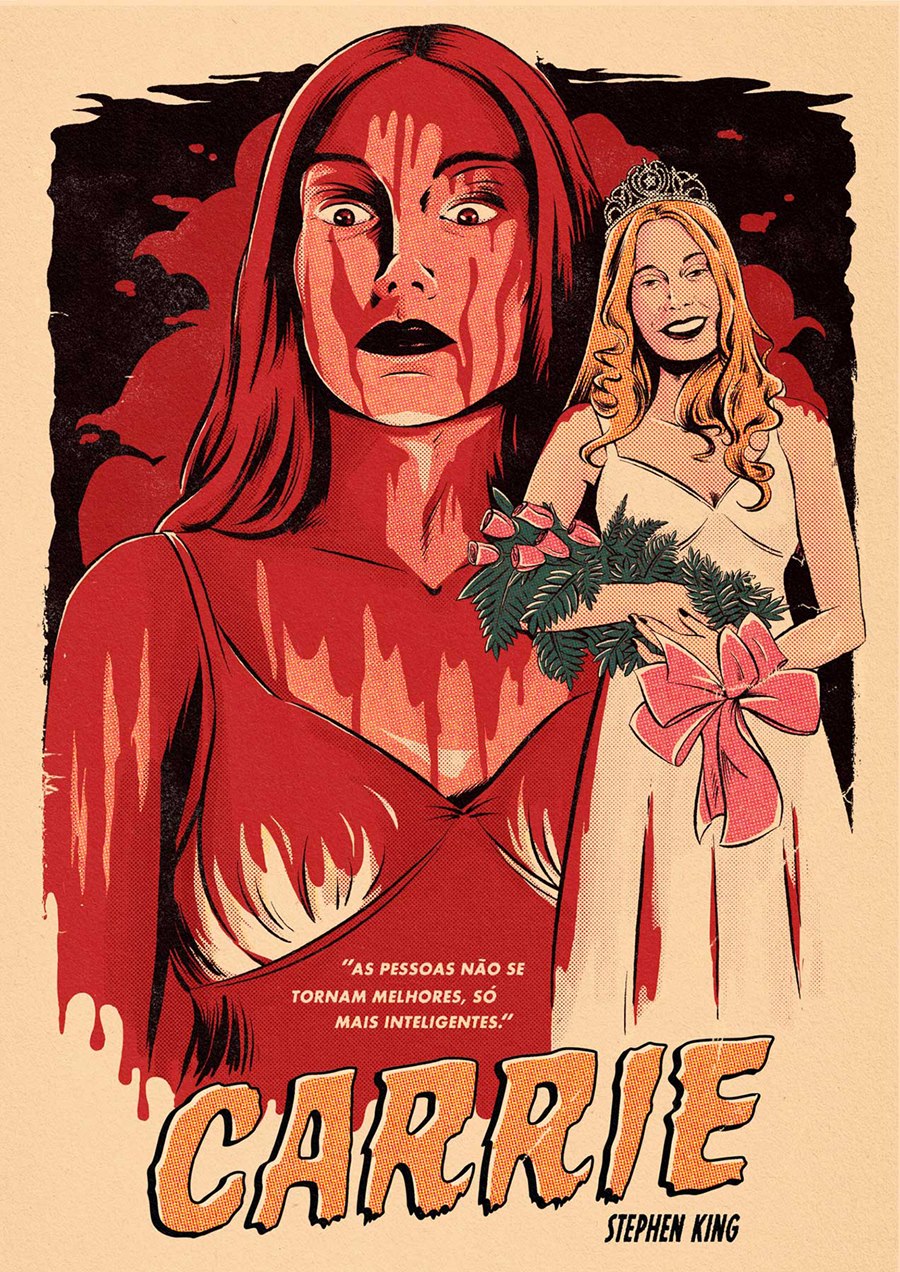 "AS PESSOAS NÃO SE
TORNAM MELHORES, SÓ
MAIS INTELIGENTES."
CARRIE
STEPHEN KING